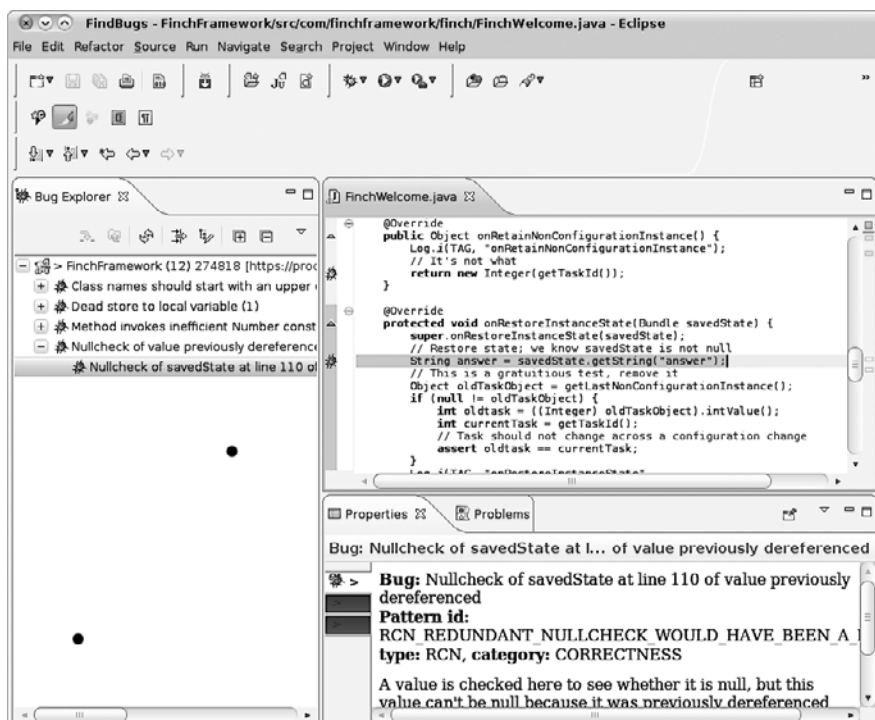 FindBugs - FinchFramework/src/com/finchframework/finch/FinchWelcome.java - Eclipse
File Edit Refactor Source Run Navigate Search Project Window Help
Bug Explorer
> FinchFramework (12) 274818 [https://proc
Class names should start with an upper
Dead store to local variable (1)
Method invokes inefficient Number const
Nullcheck of value previously dereference
Nullcheck of savedState at line 110 of
FinchWelcome.java
@Override
public Object onRetainNonConfigurationInstance() {
Log.i(TAG, "onRetainNonConfigurationInstance");
// It's not what
return new Integer(getTaskId());
}
@Override
protected void onRestoreInstanceState(Bundle savedState) {
super.onRestoreInstanceState(savedState);
// Restore state; we know savedState is not null
String answer = savedState.getString("answer");
// This is a gratuitious test, remove it
Object oldTaskObject = getLastNonConfigurationInstance();
if (null != oldTaskObject) {
int oldtask = ((Integer) oldTaskObject).intValue();
int currentTask = getTaskId();
// Task should not change across a configuration change
assert oldtask == currentTask;
}
Log.i(TAG, "onRestoreInstanceState"
Properties
Problems
Bug: Nullcheck of savedState at l... of value previously dereferenced
Bug: Nullcheck of savedState at line 110 of value previously
dereferenced
Pattern id:
RCN_REDUNDANT_NULLCHECK_WOULD_HAVE_BEEN_A_
type: RCN, category: CORRECTNESS
A value is checked here to see whether it is null, but this
value can't be null because it was previously dereferenced